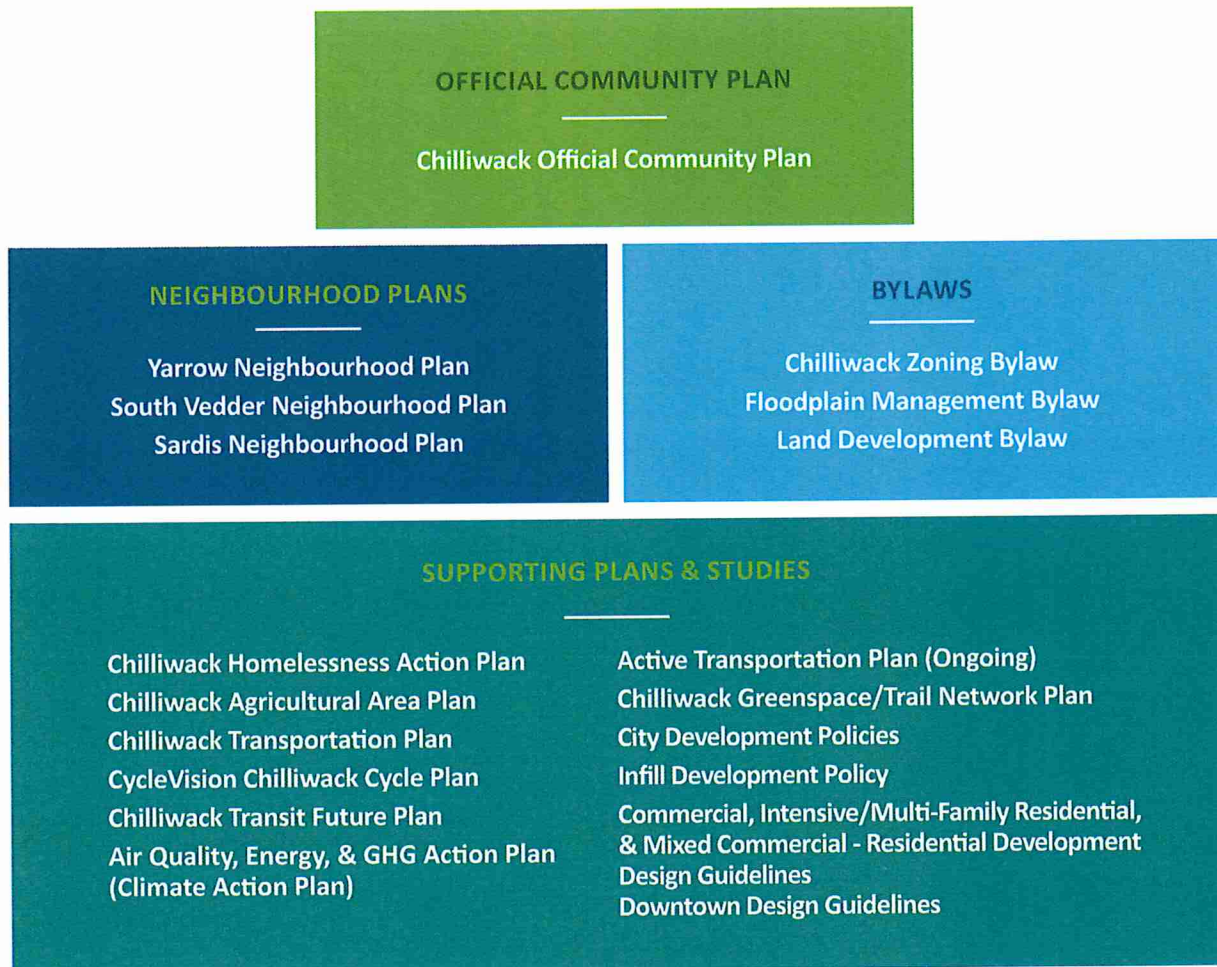 OFFICIAL COMMUNITY PLAN
Chilliwack Official Community Plan
NEIGHBOURHOOD PLANS
Yarrow Neighbourhood Plan
South Vedder Neighbourhood Plan
Sardis Neighbourhood Plan
BYLAWS
Chilliwack Zoning Bylaw
Floodplain Management Bylaw
Land Development Bylaw
SUPPORTING PLANS & STUDIES
Chilliwack Homelessness Action Plan
Chilliwack Agricultural Area Plan
Chilliwack Transportation Plan
CycleVision Chilliwack Cycle Plan
Chilliwack Transit Future Plan
Air Quality, Energy, & GHG Action Plan
(Climate Action Plan)
Active Transportation Plan (Ongoing)
Chilliwack Greenspace/Trail Network Plan
City Development Policies
Infill Development Policy
Commercial, Intensive/Multi-Family Residential,
& Mixed Commercial - Residential Development
Design Guidelines
Downtown Design Guidelines